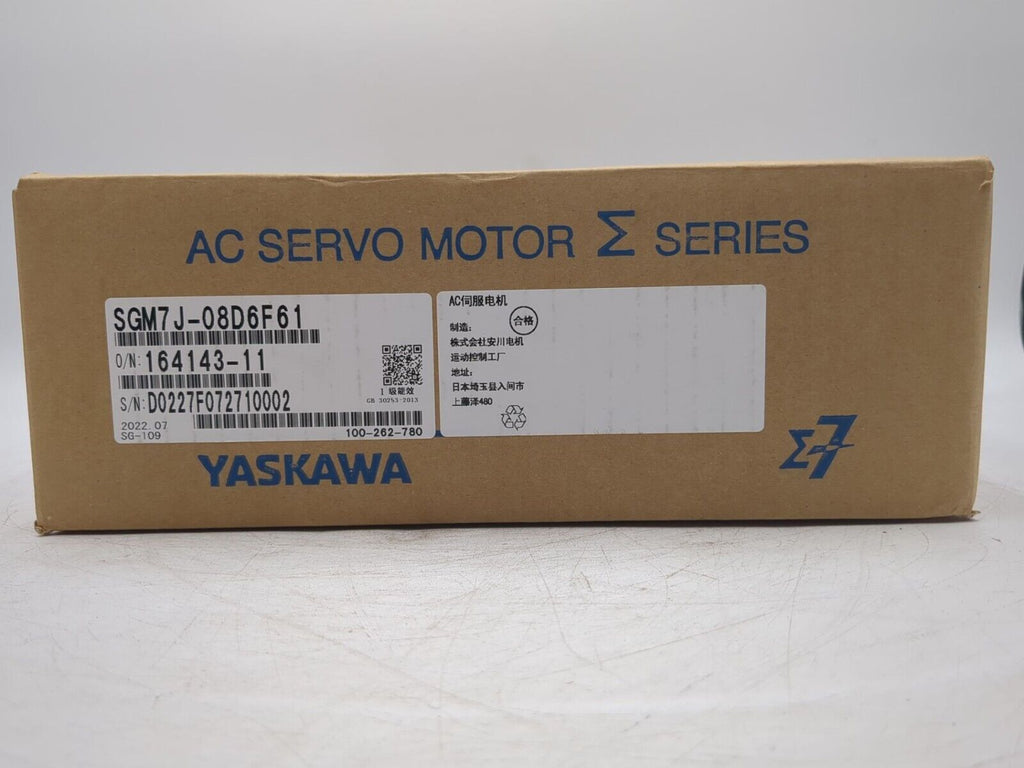 AC SERVO MOTOR Σ SERIES
SGM7J-08D6F61
O/N: 164143-11
S/N: D0227F072710002
2022.07
SG-109
1 级能效
GB 30253-2013
100-262-780
AC伺服电机
合格
制造:
株式会社安川电机
运动控制工厂
地址:
日本埼玉县入间市
上藤泽480
YASKAWA
Σ7